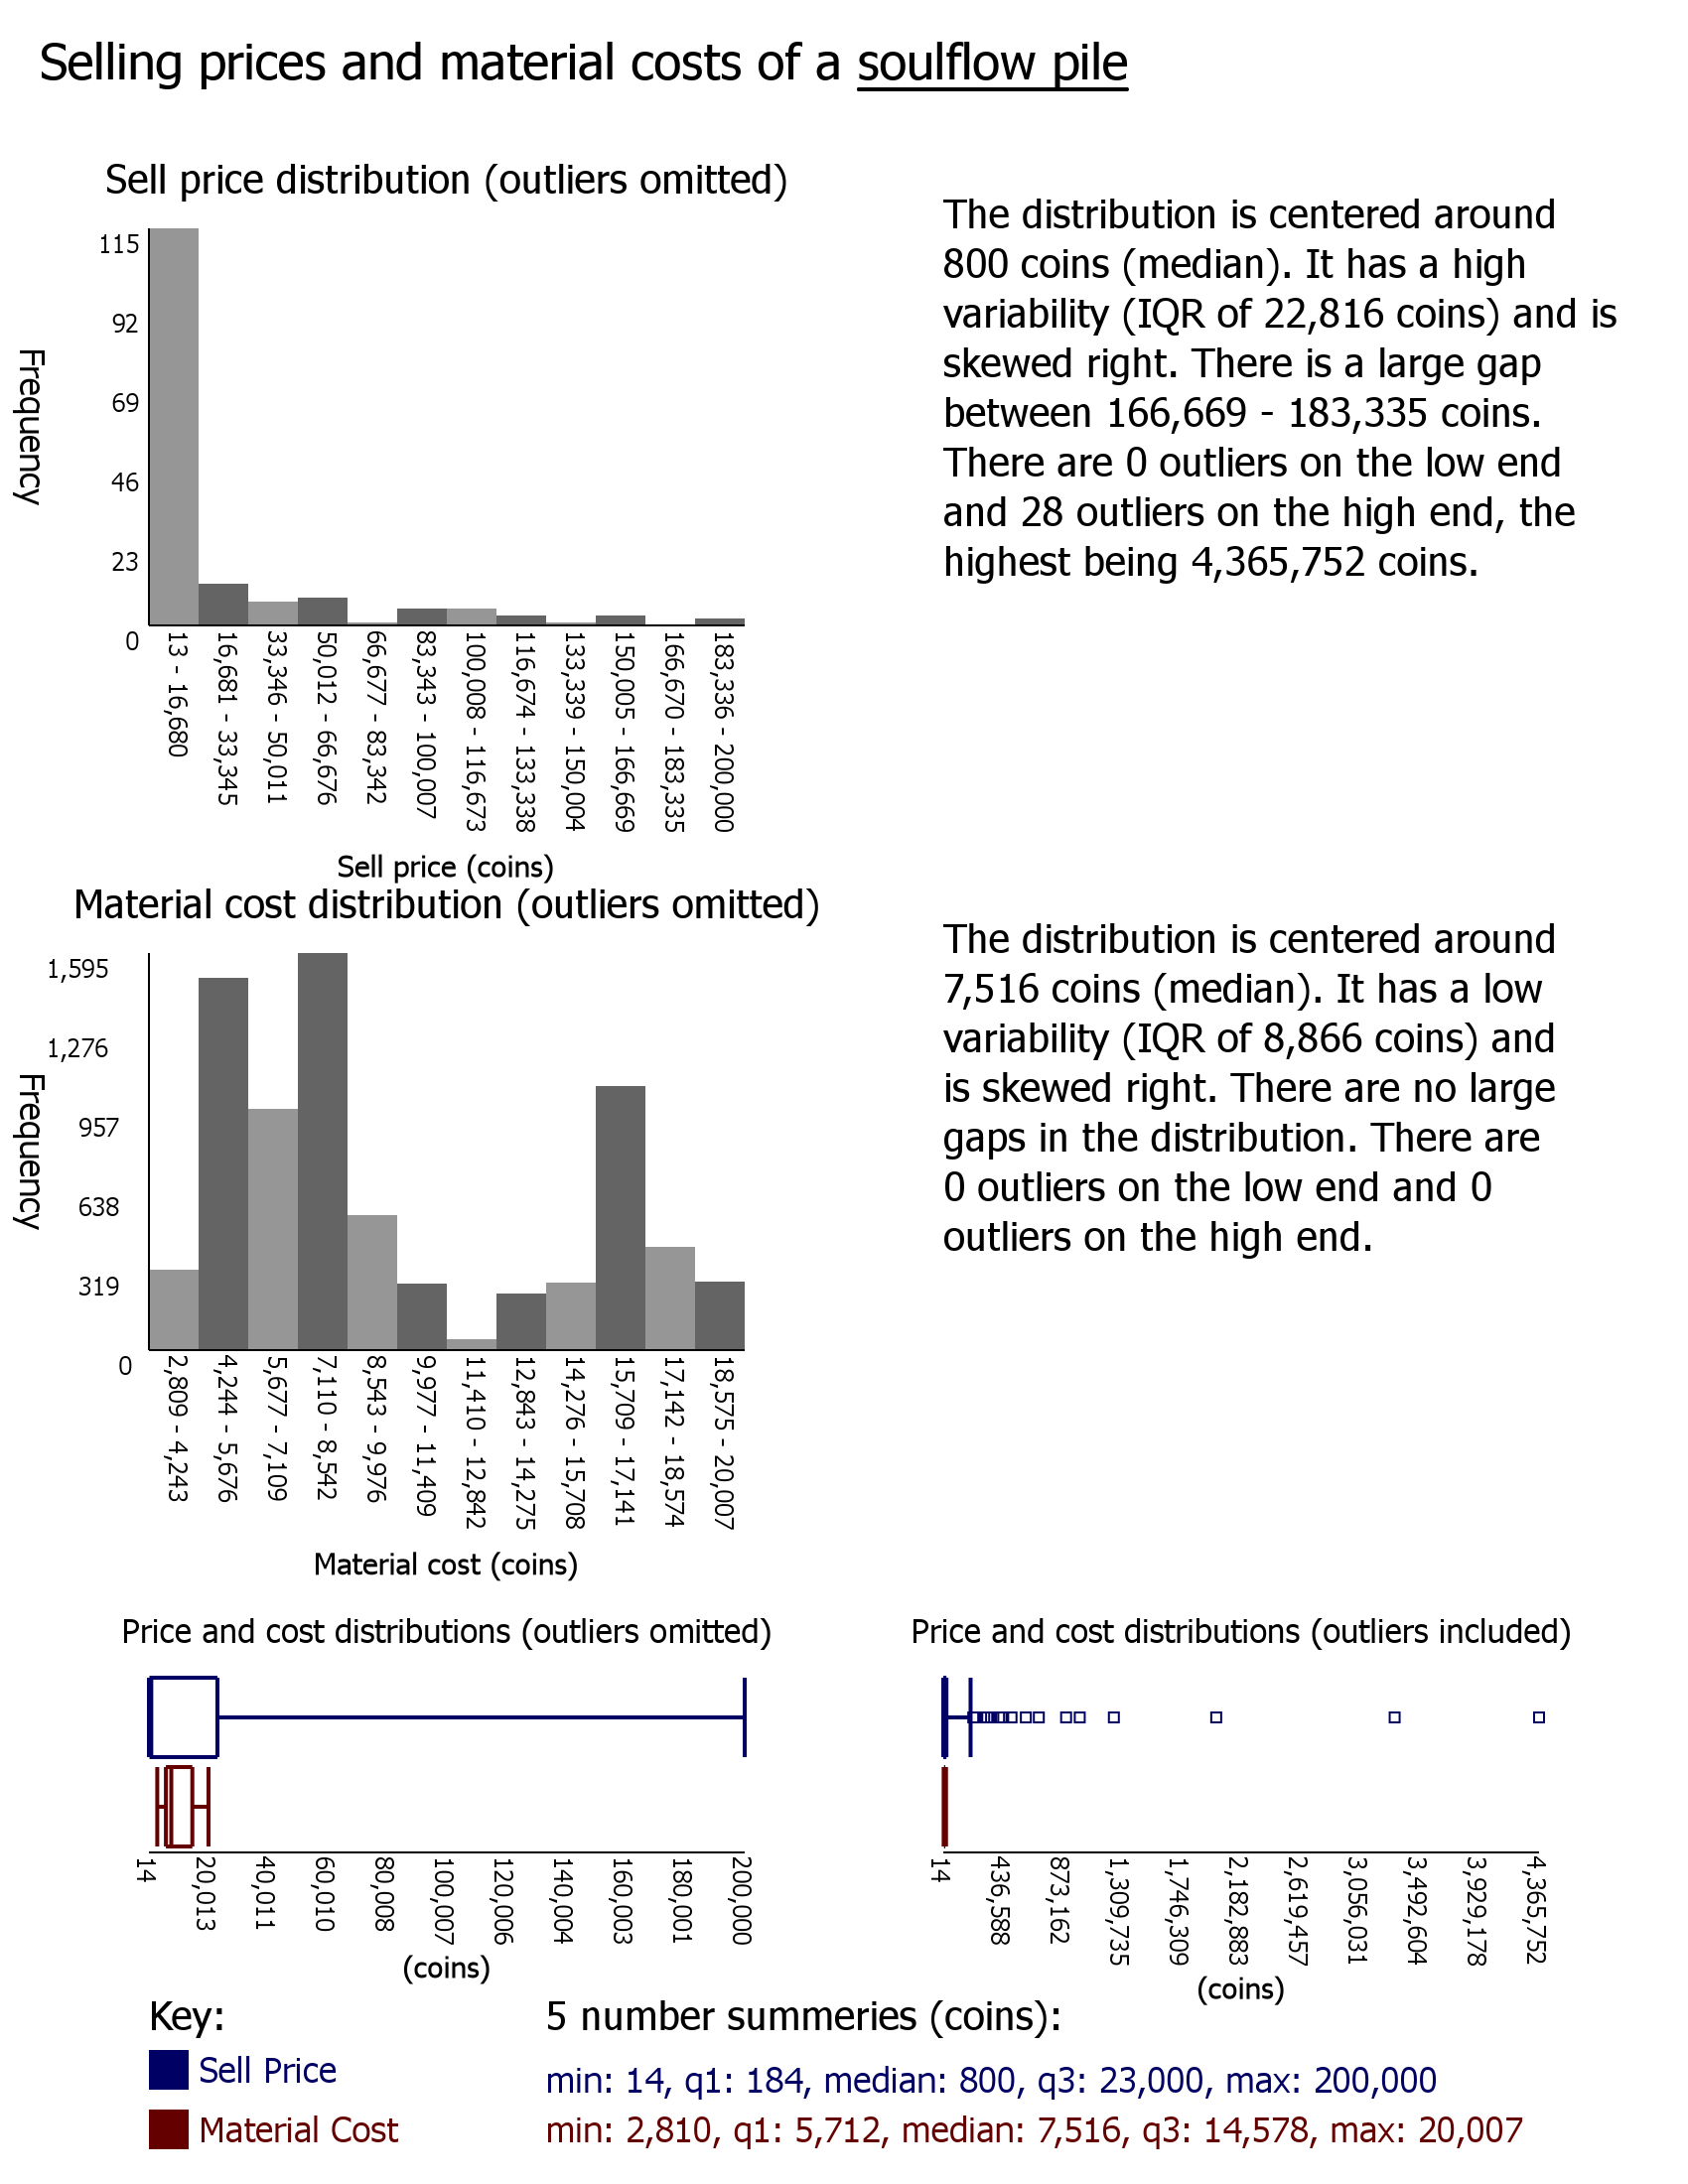 Selling prices and material costs of a soulflow pile
Sell price distribution (outliers omitted)
115
92
69
46
23
0
Frequency
13 - 16,680
16,681 - 33,345
33,346 - 50,011
50,012 - 66,676
66,677 - 83,342
83,343 - 100,007
100,008 - 116,673
116,674 - 133,338
133,339 - 150,004
150,005 - 166,669
166,670 - 183,335
183,336 - 200,000
Sell price (coins)
The distribution is centered around
800 coins (median). It has a high
variability (IQR of 22,816 coins) and is
skewed right. There is a large gap
between 166,669 - 183,335 coins.
There are 0 outliers on the low end
and 28 outliers on the high end, the
highest being 4,365,752 coins.
Material cost distribution (outliers omitted)
1,595
1,276
957
638
319
0
Frequency
2,809 - 4,243
4,244 - 5,676
5,677 - 7,109
7,110 - 8,542
8,543 - 9,976
9,977 - 11,409
11,410 - 12,842
12,843 - 14,275
14,276 - 15,708
15,709 - 17,141
17,142 - 18,574
18,575 - 20,007
Material cost (coins)
The distribution is centered around
7,516 coins (median). It has a low
variability (IQR of 8,866 coins) and
is skewed right. There are no large
gaps in the distribution. There are
0 outliers on the low end and 0
outliers on the high end.
Price and cost distributions (outliers omitted)
14
20,013
40,011
60,010
80,008
100,007
120,006
140,004
160,003
180,001
200,000
(coins)
Price and cost distributions (outliers included)
14
436,588
873,162
1,309,735
1,746,309
2,182,883
2,619,457
3,056,031
3,492,604
3,929,178
4,365,752
(coins)
Key:
Sell Price
Material Cost
5 number summeries (coins):
min: 14, q1: 184, median: 800, q3: 23,000, max: 200,000
min: 2,810, q1: 5,712, median: 7,516, q3: 14,578, max: 20,007